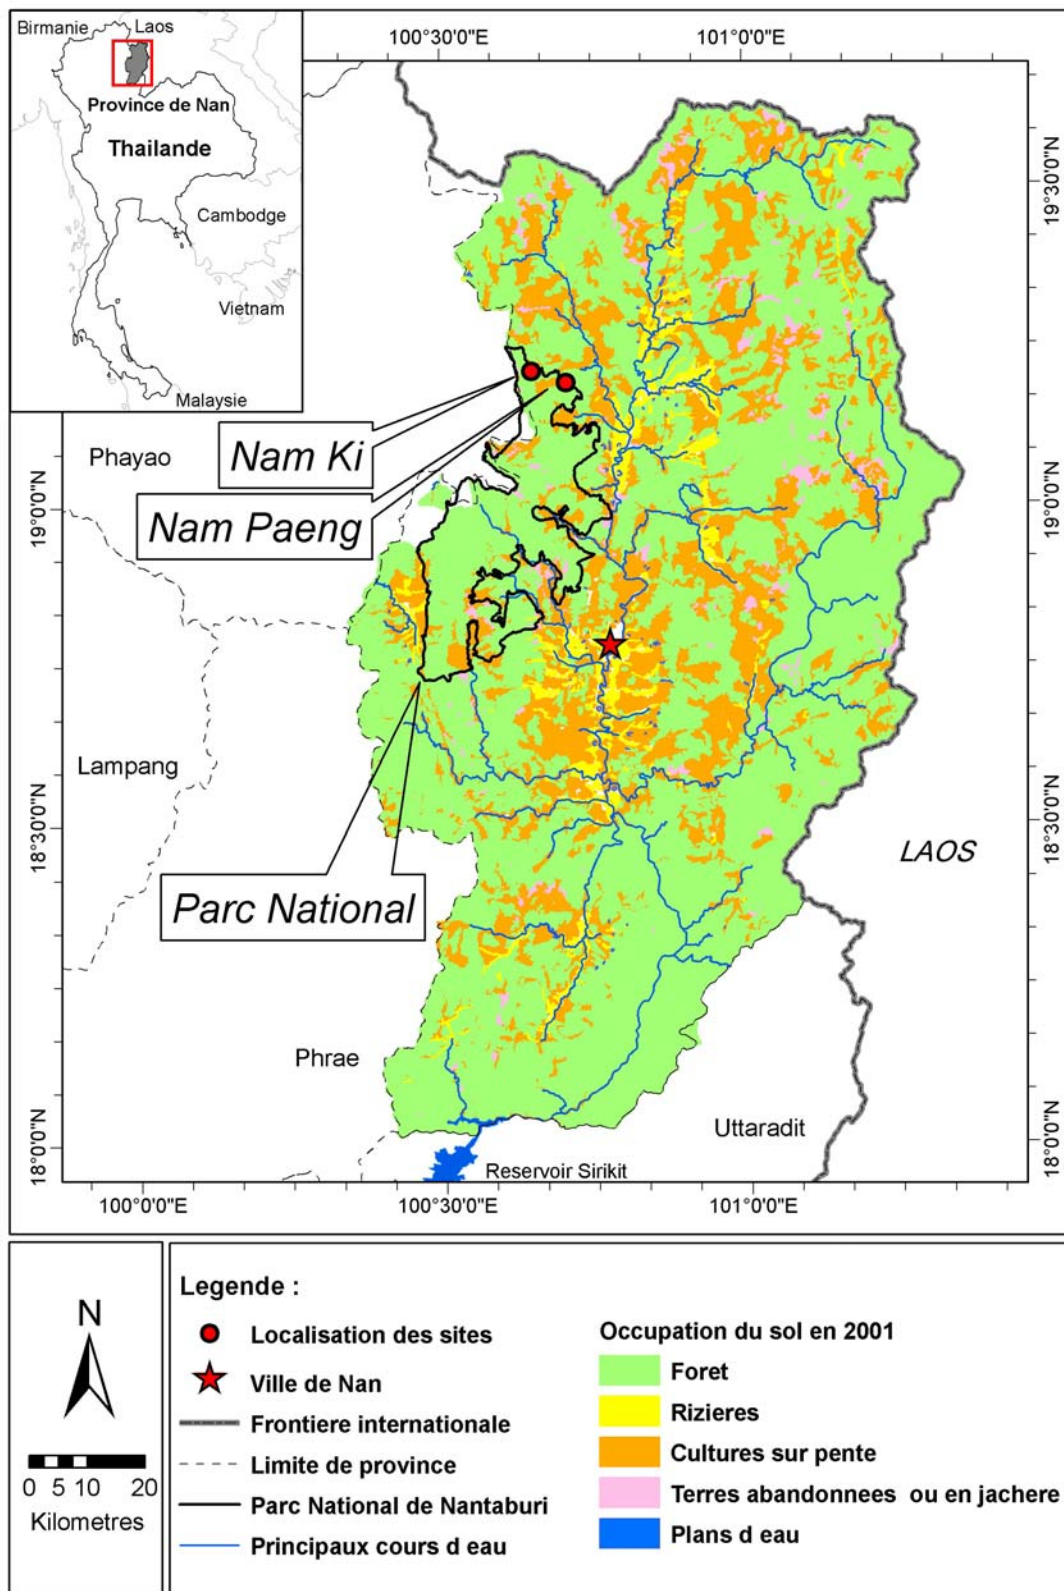 Birmanie
Laos
Province de Nan
Thailande
Cambodge
Vietnam
Malaysie
100°30'0"E
101°0'0"E
19°30'0"N
19°30'0"N
Nam Ki
Phayao
Nam Paeng
19°0'0"N
19°0'0"N
Lampang
18°30'0"N
18°30'0"N
LAOS
Parc National
Phrae
Uttaradit
18°0'0"N
18°0'0"N
Reservoir Sirikit
100°0'0"E
100°30'0"E
101°0'0"E
N
0 5 10 20
Kilometres
Legende :
Localisation des sites
Ville de Nan
Frontiere internationale
Limite de province
Parc National de Nantaburi
Principaux cours d eau
Occupation du sol en 2001
Foret
Rizieres
Cultures sur pente
Terres abandonnees ou en jachere
Plans d eau